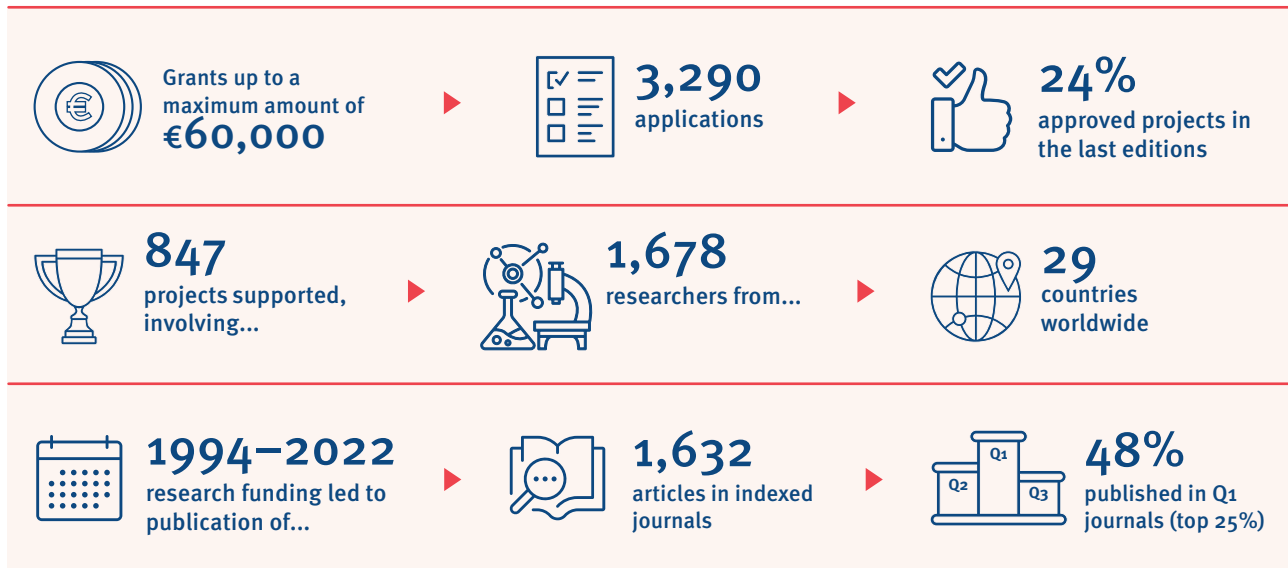 Grants up to a
maximum amount of
€60,000
3,290
applications
24%
approved projects in
the last editions
847
projects supported,
involving...
1,678
researchers from...
29
countries
worldwide
1994–2022
research funding led to
publication of...
1,632
articles in indexed
journals
Q1
Q2
Q3
48%
published in Q1
journals (top 25%)